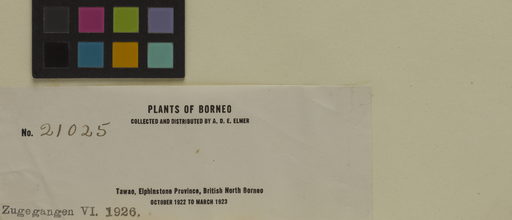 PLANTS OF BORNEO
COLLECTED AND DISTRIBUTED BY A. D. E. ELMER
No. 21025
Tawao, Elphinstone Province, British North Borneo
OCTOBER 1922 TO MARCH 1923
Zugegangen VI. 1926.